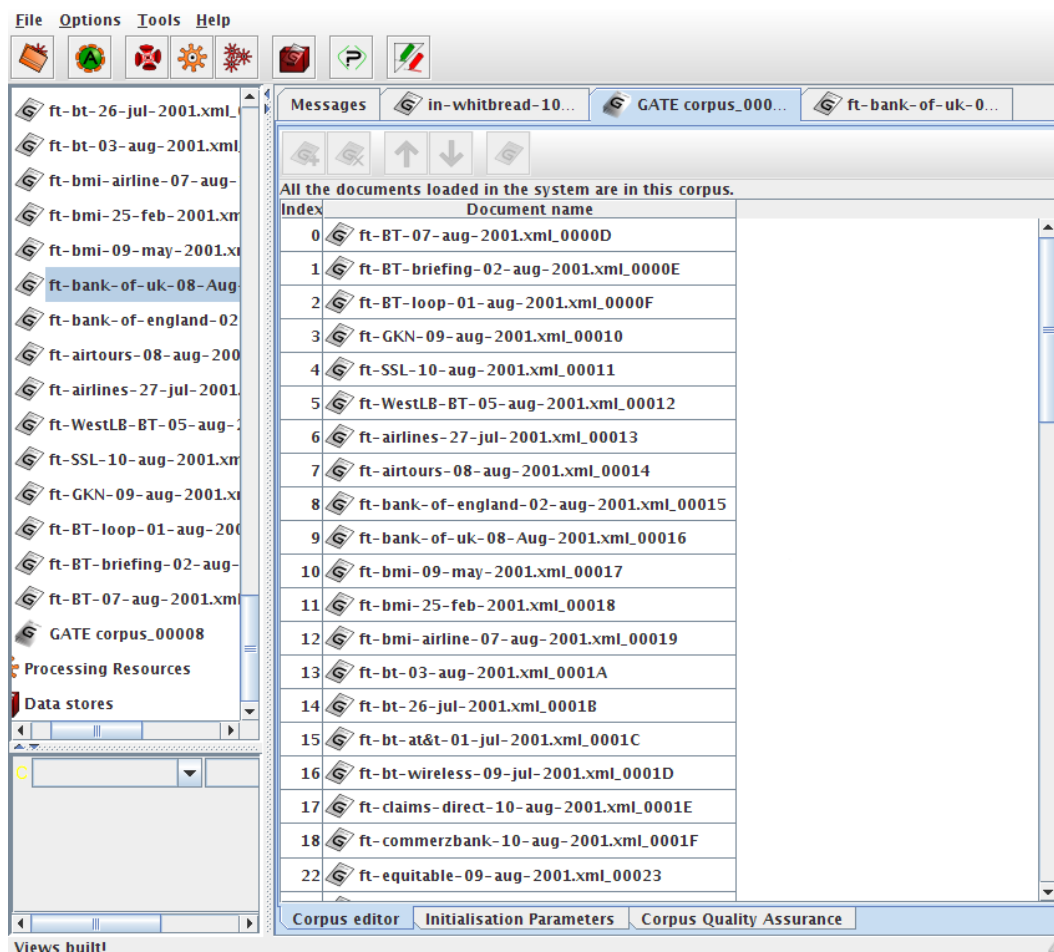 File Options Tools Help
ft-bt-26-jul-2001.xml_
ft-bt-03-aug-2001.xml
ft-bmi-airline-07-aug-
ft-bmi-25-feb-2001.xm
ft-bmi-09-may-2001.x
ft-bank-of-uk-08-Aug
ft-bank-of-england-02
ft-airtours-08-aug-200
ft-airlines-27-jul-2001.
ft-WestLB-BT-05-aug-
ft-SSL-10-aug-2001.xm
ft-GKN-09-aug-2001.x
ft-BT-loop-01-aug-200
ft-BT-briefing-02-aug-
ft-BT-07-aug-2001.xml
GATE corpus_00008
Processing Resources
Data stores
C
Messages in-whitbread-10... GATE corpus_000... ft-bank-of-uk-0...
All the documents loaded in the system are in this corpus.
Index Document name
0 ft-BT-07-aug-2001.xml_0000D
1 ft-BT-briefing-02-aug-2001.xml_0000E
2 ft-BT-loop-01-aug-2001.xml_0000F
3 ft-GKN-09-aug-2001.xml_00010
4 ft-SSL-10-aug-2001.xml_00011
5 ft-WestLB-BT-05-aug-2001.xml_00012
6 ft-airlines-27-jul-2001.xml_00013
7 ft-airtours-08-aug-2001.xml_00014
8 ft-bank-of-england-02-aug-2001.xml_00015
9 ft-bank-of-uk-08-Aug-2001.xml_00016
10 ft-bmi-09-may-2001.xml_00017
11 ft-bmi-25-feb-2001.xml_00018
12 ft-bmi-airline-07-aug-2001.xml_00019
13 ft-bt-03-aug-2001.xml_0001A
14 ft-bt-26-jul-2001.xml_0001B
15 ft-bt-at&t-01-jul-2001.xml_0001C
16 ft-bt-wireless-09-jul-2001.xml_0001D
17 ft-claims-direct-10-aug-2001.xml_0001E
18 ft-commerzbank-10-aug-2001.xml_0001F
22 ft-equitable-09-aug-2001.xml_00023
Corpus editor Initialisation Parameters Corpus Quality Assurance
Views built!